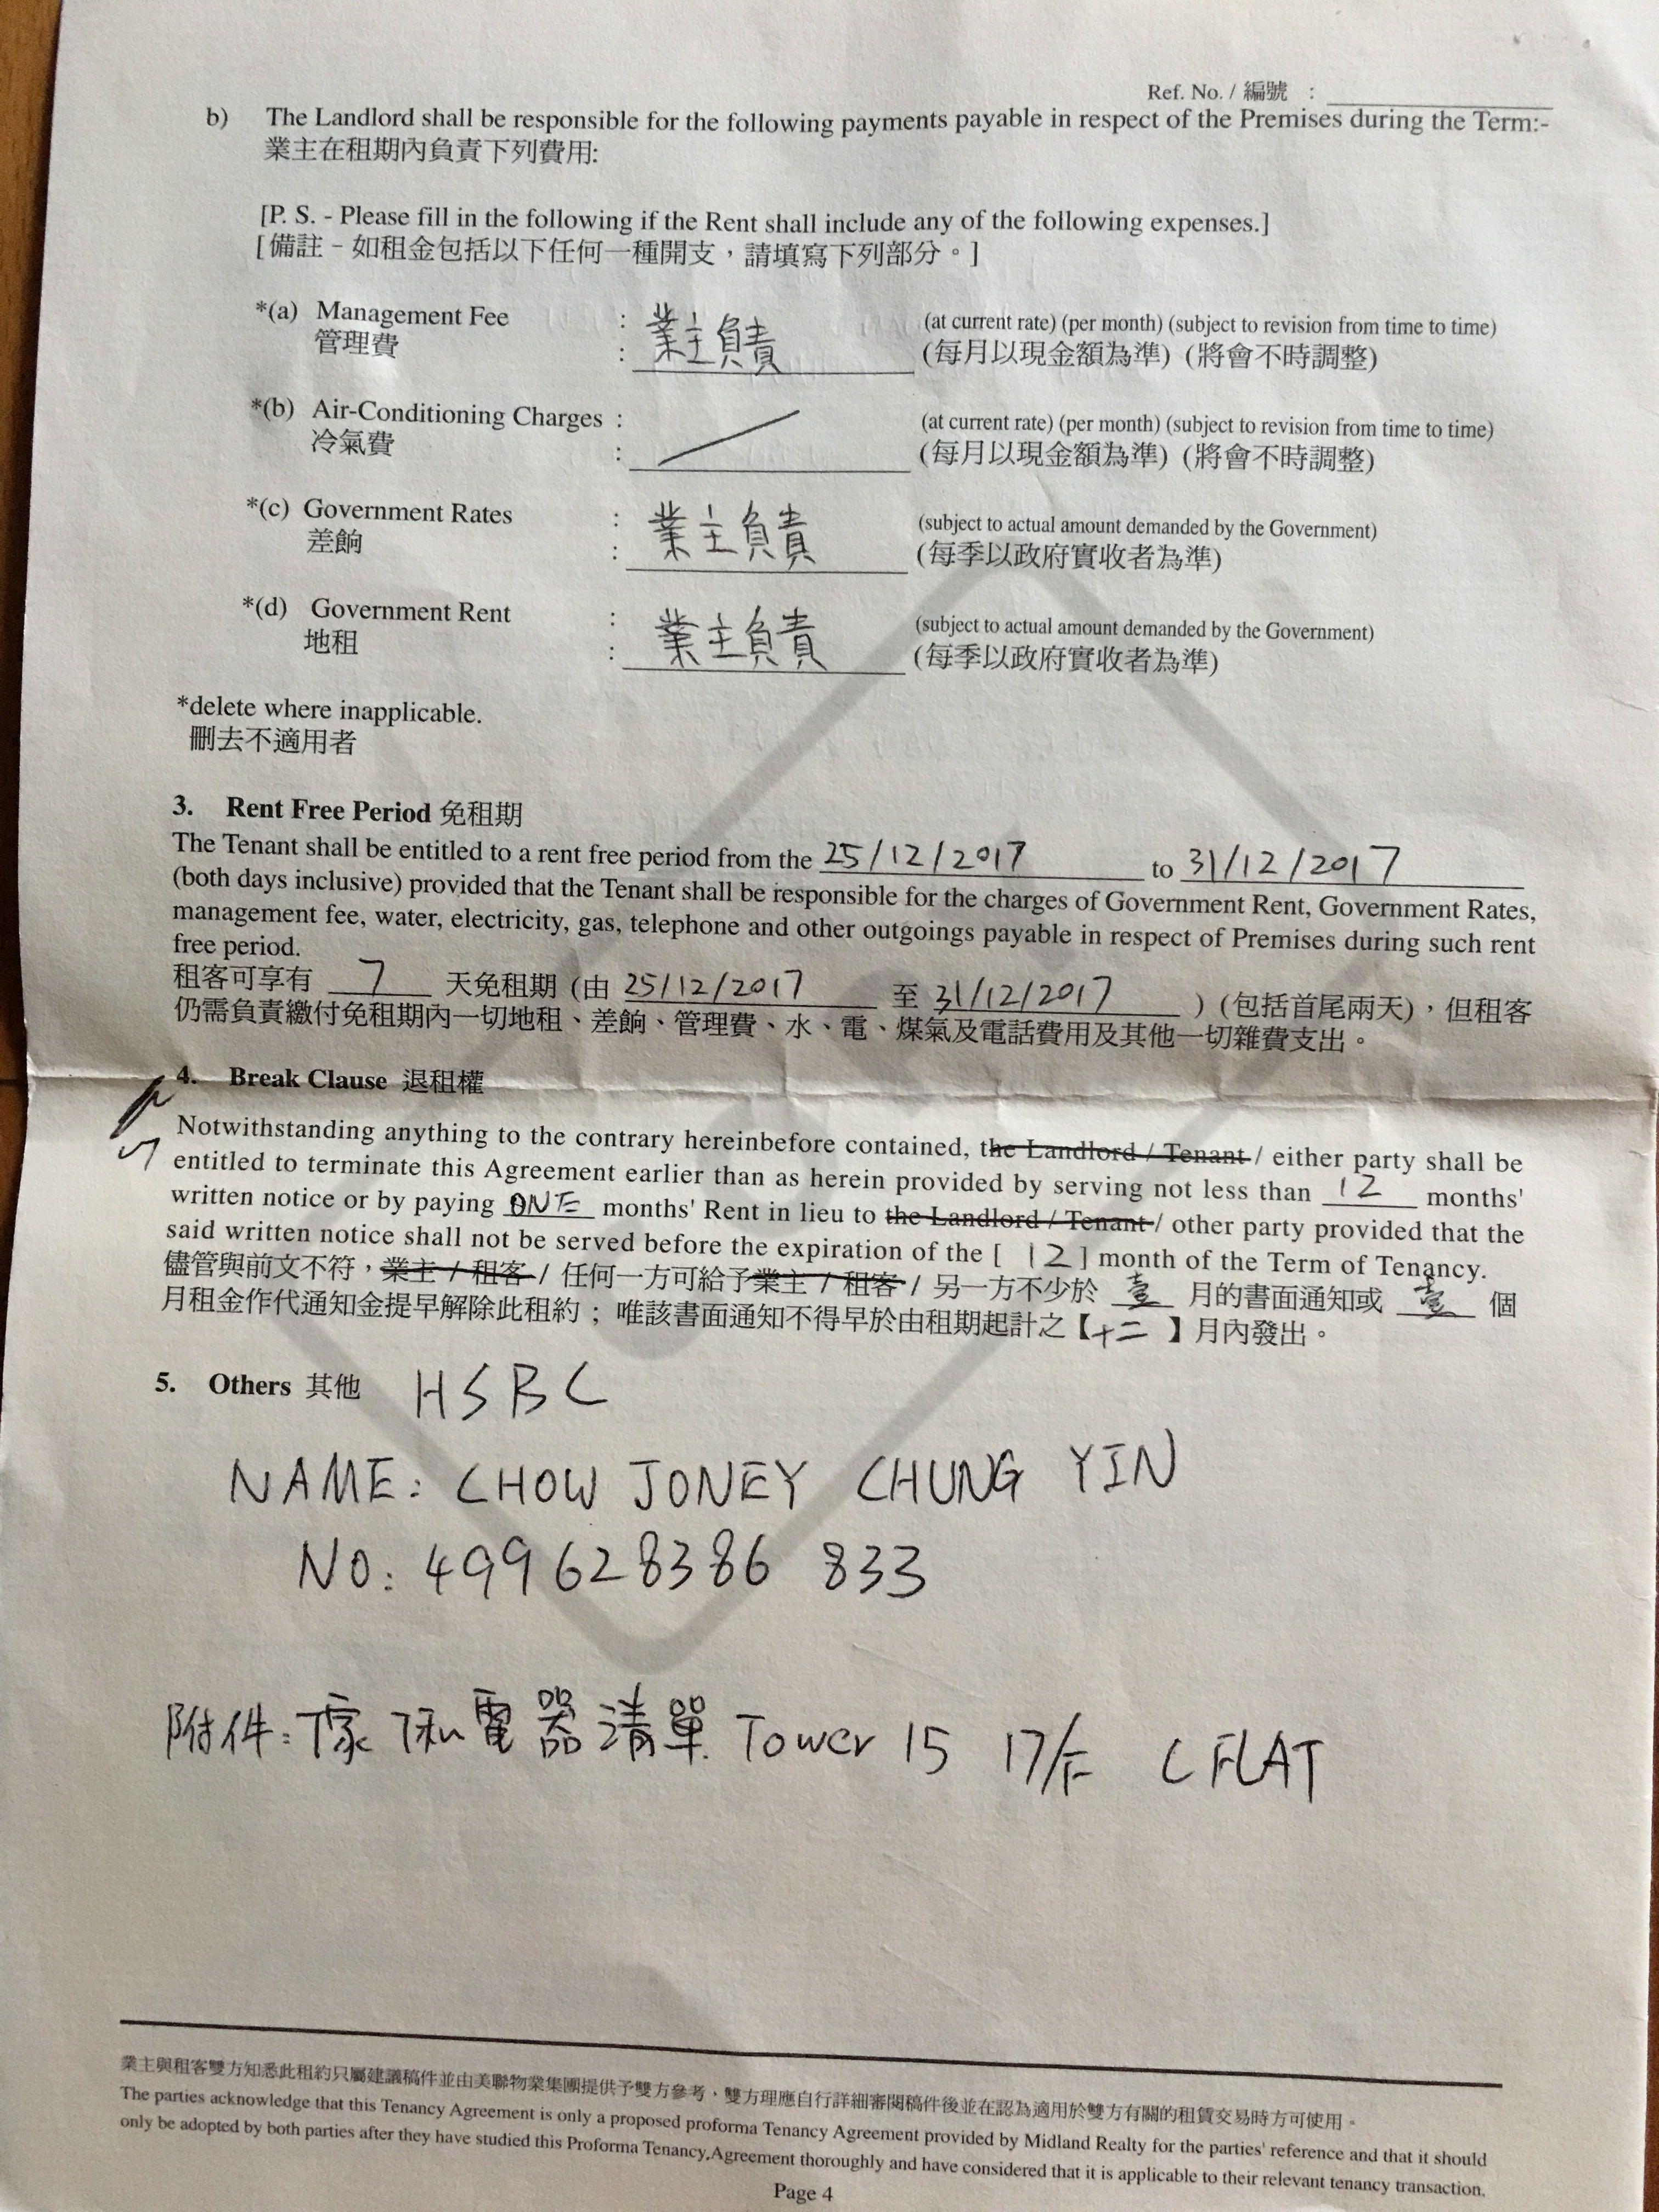 Ref. No. / 編號 :
b) The Landlord shall be responsible for the following payments payable in respect of the Premises during the Term:-
業主在租期內負責下列費用:
[P. S. - Please fill in the following if the Rent shall include any of the following expenses.]
[備註 - 如租金包括以下任何一種開支，請填寫下列部分。]
*(a) Management Fee : 業主負責 (at current rate) (per month) (subject to revision from time to time)
管理費 : (每月以現金額為準) (將會不時調整)
*(b) Air-Conditioning Charges : (at current rate) (per month) (subject to revision from time to time)
冷氣費 : (每月以現金額為準) (將會不時調整)
*(c) Government Rates : 業主負責 (subject to actual amount demanded by the Government)
差餉 : (每季以政府實收者為準)
*(d) Government Rent : 業主負責 (subject to actual amount demanded by the Government)
地租 : (每季以政府實收者為準)
*delete where inapplicable.
刪去不適用者
3. Rent Free Period 免租期
The Tenant shall be entitled to a rent free period from the 25/12/2017 to 31/12/2017
(both days inclusive) provided that the Tenant shall be responsible for the charges of Government Rent, Government Rates,
management fee, water, electricity, gas, telephone and other outgoings payable in respect of Premises during such rent
free period.
租客可享有 7 天免租期 (由 25/12/2017 至 31/12/2017 ) (包括首尾兩天)，但租客
仍需負責繳付免租期內一切地租、差餉、管理費、水、電、煤氣及電話費用及其他一切雜費支出。
4. Break Clause 退租權
Notwithstanding anything to the contrary hereinbefore contained, the Landlord / Tenant / either party shall be
entitled to terminate this Agreement earlier than as herein provided by serving not less than 12 months'
written notice or by paying ONE months' Rent in lieu to the Landlord / Tenant / other party provided that the
said written notice shall not be served before the expiration of the [ 12 ] month of the Term of Tenancy.
儘管與前文不符，業主 / 租客 / 任何一方可給予業主 / 租客 / 另一方不少於 壹 月的書面通知或 壹 個
月租金作代通知金提早解除此租約；唯該書面通知不得早於由租期起計之【十二】月內發出。
5. Others 其他 HSBC
NAME: CHOW JONEY CHUNG YIN
NO: 499628386 833
附件: 傢俬電器清單 Tower 15 17/F C FLAT
業主與租客雙方知悉此租約只屬建議稿件並由美聯物業集團提供予雙方參考，雙方理應自行詳細審閱稿件後並在認為適用於雙方有關的租賃交易時方可使用。
The parties acknowledge that this Tenancy Agreement is only a proposed proforma Tenancy Agreement provided by Midland Realty for the parties' reference and that it should
only be adopted by both parties after they have studied this Proforma Tenancy Agreement thoroughly and have considered that it is applicable to their relevant tenancy transaction.
Page 4